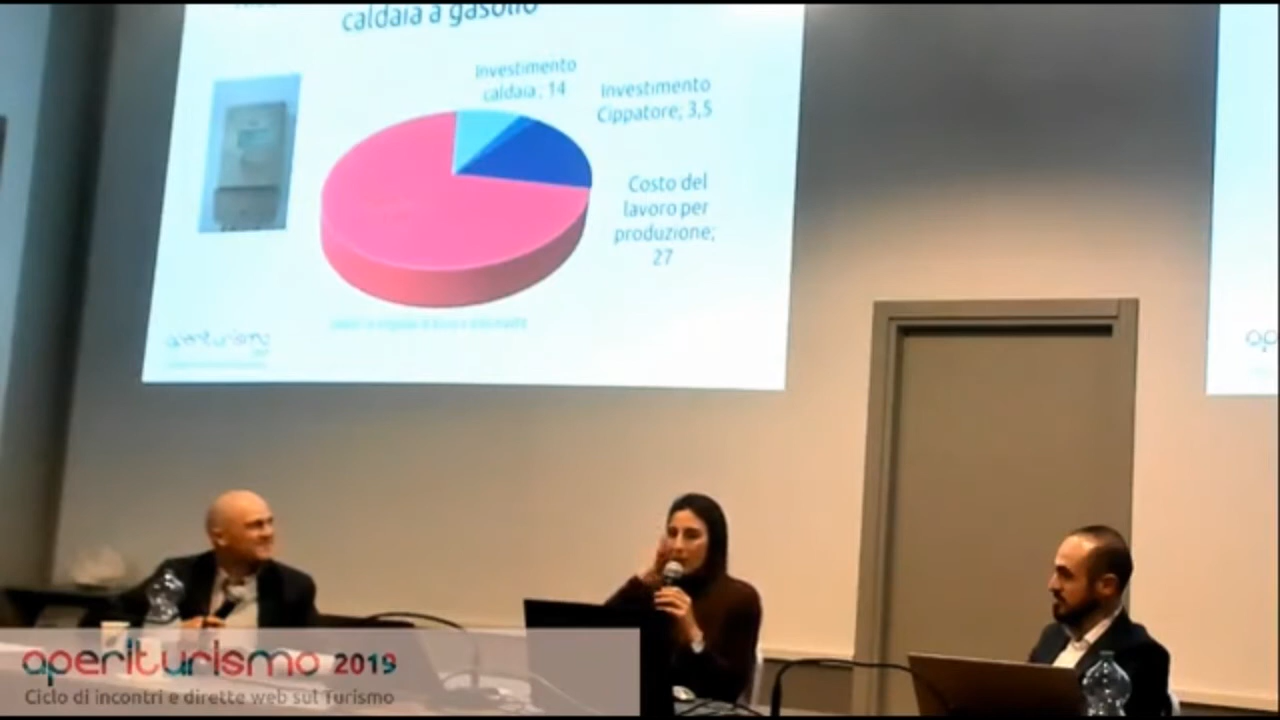 caldaia a gasolio
Investimento
caldaia ; 14
Investimento
Cippatore; 3,5
Costo del
lavoro per
produzione;
27
aperiturismo
aperiturismo 2019
Ciclo di incontri e dirette web sul Turismo